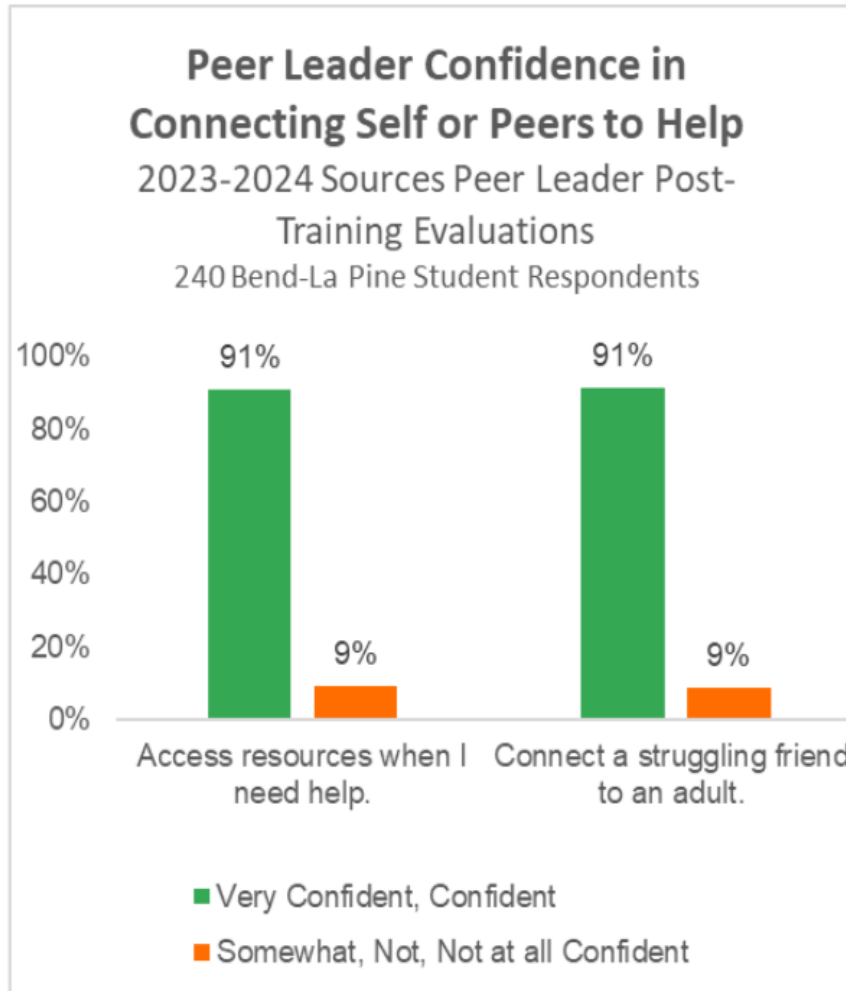 Peer Leader Confidence in
Connecting Self or Peers to Help
2023-2024 Sources Peer Leader Post-
Training Evaluations
240 Bend-La Pine Student Respondents
100%
80%
60%
40%
20%
0%
91%
9%
91%
9%
Access resources when I
need help.
Connect a struggling friend
to an adult.
Very Confident, Confident
Somewhat, Not, Not at all Confident